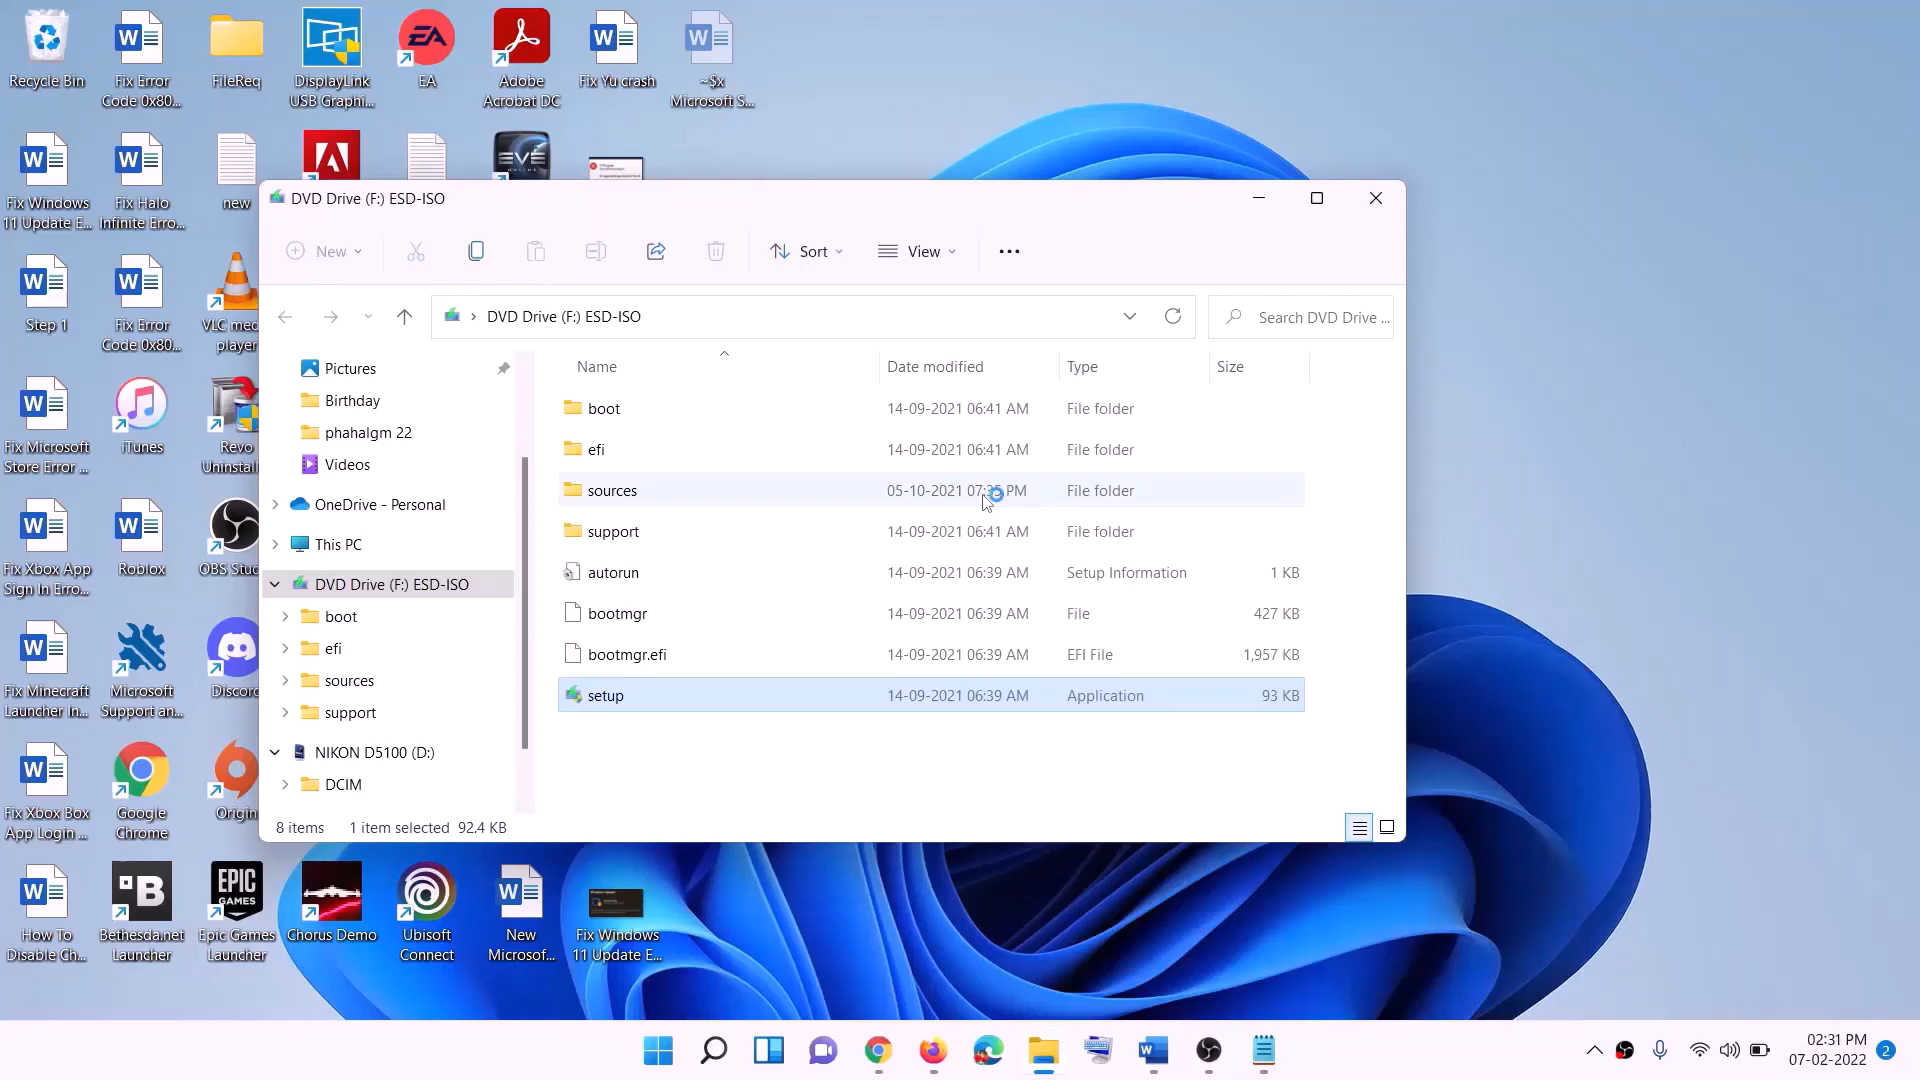 Recycle Bin
Fix Error
Code 0x80...
FileReq
DisplayLink
USB Graphi...
EA
Adobe
Acrobat DC
Fix Yu crash
~$x
Microsoft S...
Fix Windows
11 Update E...
Fix Halo
Infinite Erro...
new
EVE
ONLINE
Step 1
Fix Error
Code 0x80...
VLC med
player
Fix Microsoft
Store Error ...
iTunes
Revo
Uninstall
Fix Xbox App
Sign In Erro...
Roblox
OBS Stud
Fix Minecraft
Launcher In...
Microsoft
Support an...
Discord
Fix Xbox Box
App Login ...
Google
Chrome
Origin
How To
Disable Ch...
Bethesda.net
Launcher
EPIC
GAMES
Epic Games
Launcher
Chorus Demo
Ubisoft
Connect
New
Microsof...
Fix Windows
11 Update E...
DVD Drive (F:) ESD-ISO
New
Sort
View
DVD Drive (F:) ESD-ISO
Search DVD Drive ...
Pictures
Birthday
phahalgm 22
Videos
OneDrive - Personal
This PC
DVD Drive (F:) ESD-ISO
boot
efi
sources
support
NIKON D5100 (D:)
DCIM
Name Date modified Type Size
boot 14-09-2021 06:41 AM File folder
efi 14-09-2021 06:41 AM File folder
sources 05-10-2021 PM File folder
support 14-09-2021 06:41 AM File folder
autorun 14-09-2021 06:39 AM Setup Information 1 KB
bootmgr 14-09-2021 06:39 AM File 427 KB
bootmgr.efi 14-09-2021 06:39 AM EFI File 1,957 KB
setup 14-09-2021 06:39 AM Application 93 KB
8 items 1 item selected 92.4 KB
02:31 PM
07-02-2022
2